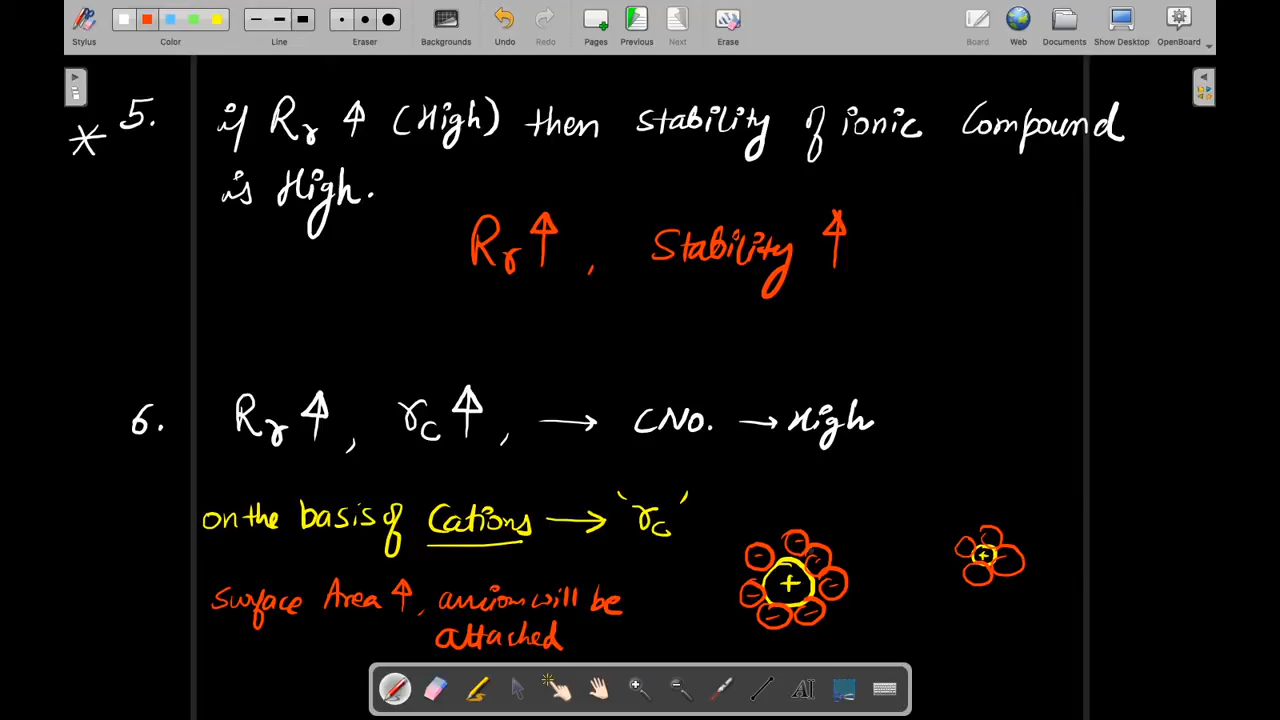 Stylus Color Line Eraser Backgrounds Undo Redo Pages Previous Next Erase Board Web Documents Show Desktop OpenBoard
* 5. if Rr ↑ (High) then stability of ionic Compound
is High.
Rr ↑, Stability ↑
6. Rr ↑, rc ↑, → CNO. → High
on the basis of Cations → 'rc'
+ - - - - - - - +
Surface Area ↑, anion will be
attached